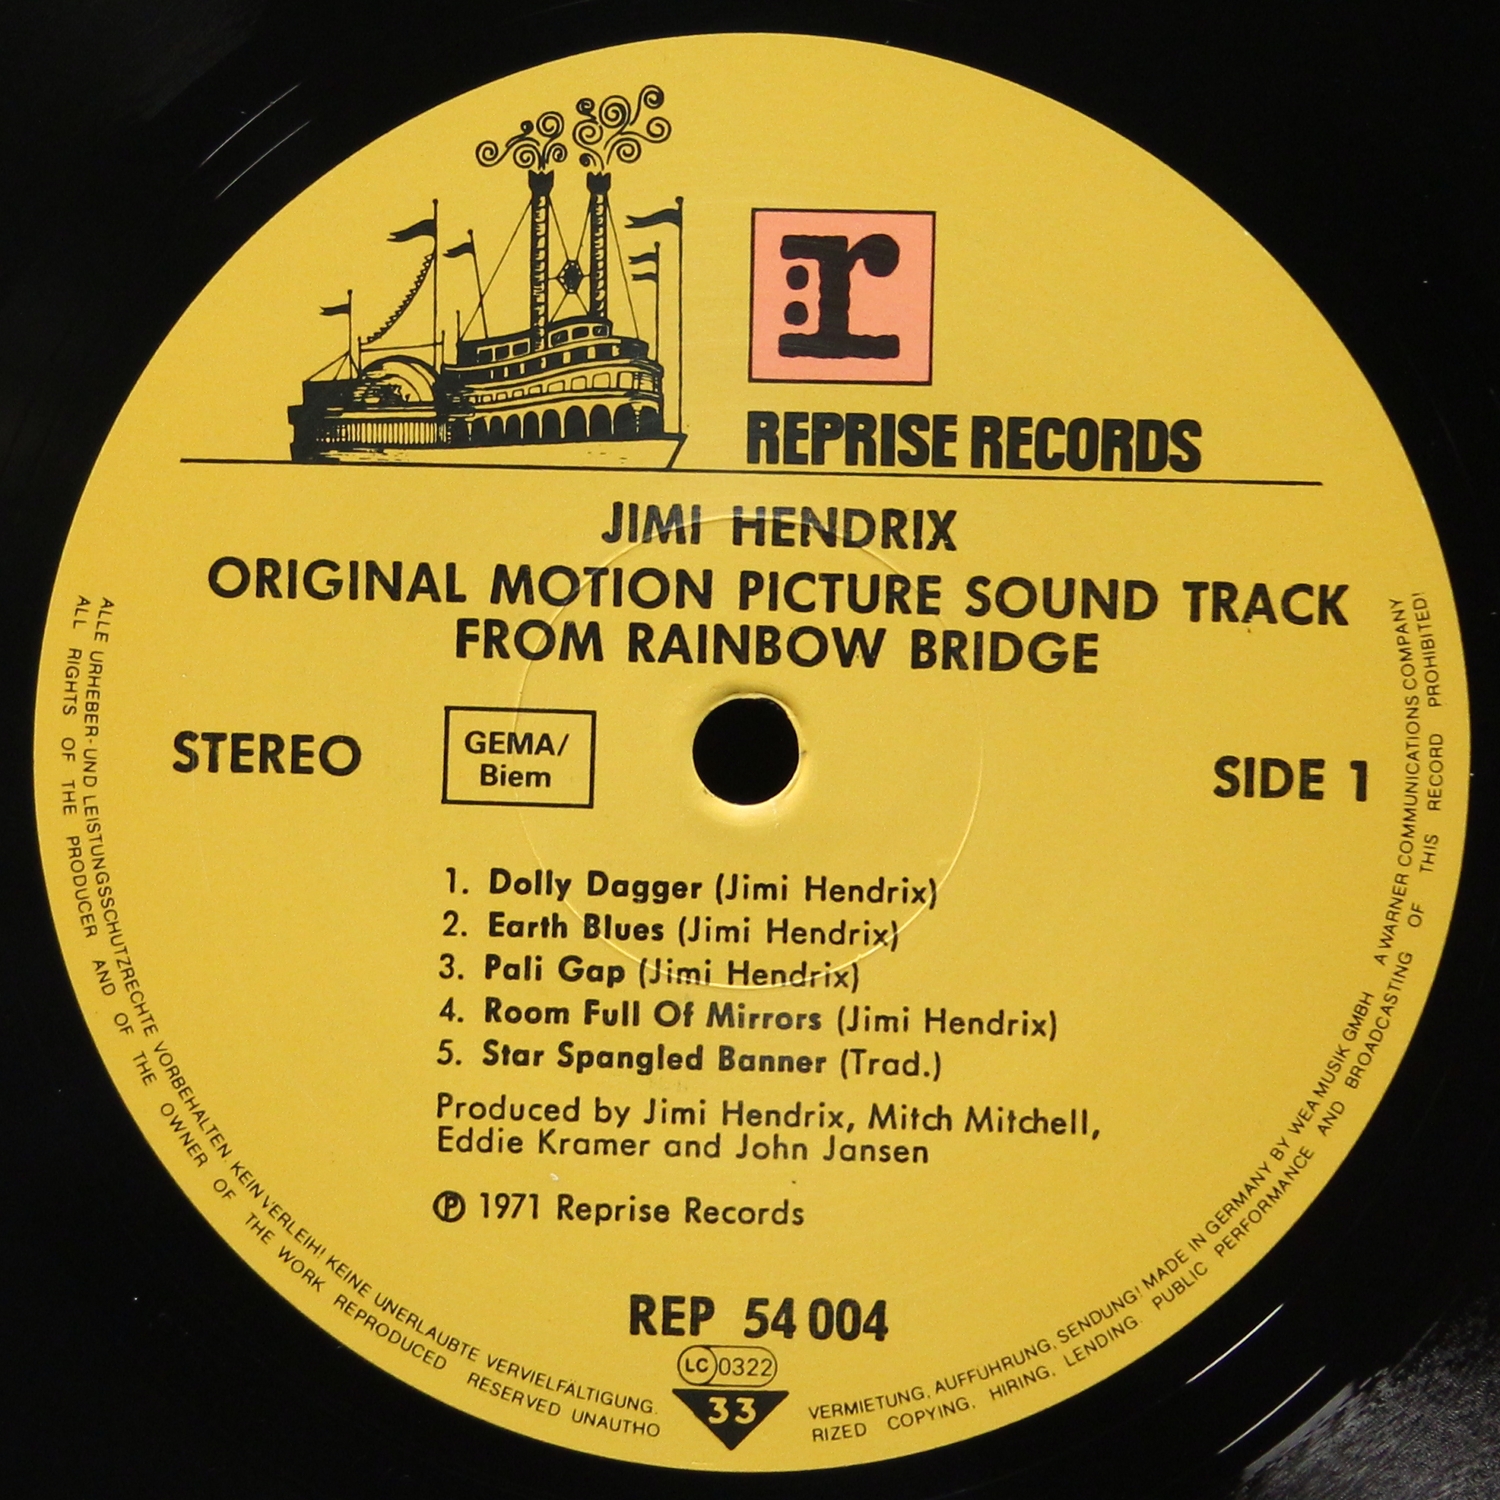 r:
REPRISE RECORDS
JIMI HENDRIX
ORIGINAL MOTION PICTURE SOUND TRACK
FROM RAINBOW BRIDGE
STEREO
GEMA/
Biem
SIDE 1
1. Dolly Dagger (Jimi Hendrix)
2. Earth Blues (Jimi Hendrix)
3. Pali Gap (Jimi Hendrix)
4. Room Full Of Mirrors (Jimi Hendrix)
5. Star Spangled Banner (Trad.)
Produced by Jimi Hendrix, Mitch Mitchell,
Eddie Kramer and John Jansen
℗ 1971 Reprise Records
REP 54 004
LC 0322
33
ALLE URHEBER- UND LEISTUNGSSCHUTZRECHTE VORBEHALTEN. KEIN VERLEIH! KEINE UNERLAUBTE VERVIELFÄLTIGUNG. VERMIETUNG, AUFFÜHRUNG, SENDUNG! MADE IN GERMANY BY WEA MUSIK GMBH A WARNER COMMUNICATIONS COMPANY
ALL RIGHTS OF THE PRODUCER AND OF THE OWNER OF THE WORK REPRODUCED RESERVED UNAUTHORIZED COPYING, HIRING, LENDING. PUBLIC PERFORMANCE AND BROADCASTING OF THIS RECORD PROHIBITED!